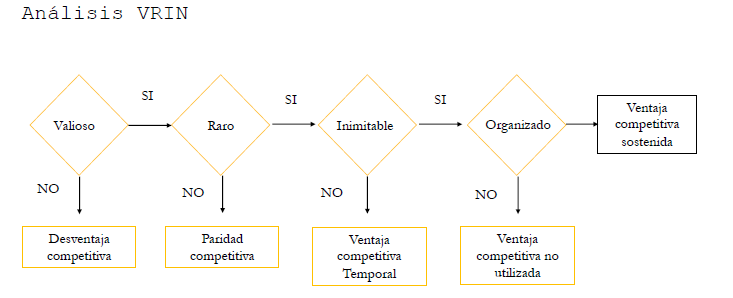 Análisis VRIN
SI
SI
SI
Valioso
Raro
Inimitable
Organizado
Ventaja
competitiva
sostenida
NO
NO
NO
NO
Desventaja
competitiva
Paridad
competitiva
Ventaja
competitiva
Temporal
Ventaja
competitiva no
utilizada